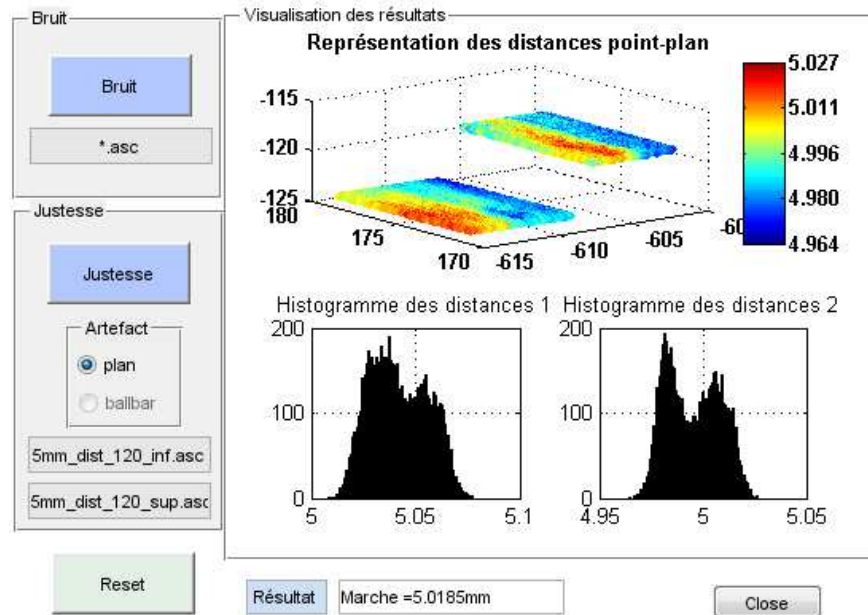 Bruit
Bruit
*.asc
Justesse
Justesse
Artefact
plan
ballbar
5mm_dist_120_inf.asc
5mm_dist_120_sup.asc
Reset
Visualisation des résultats
Représentation des distances point-plan
-115
-120
-125
180
175
170
-615
-610
-605
5.027
5.011
4.996
4.980
4.964
Histogramme des distances 1
200
100
0
5
5.05
5.1
Histogramme des distances 2
200
100
0
4.95
5
5.05
Résultat
Marche =5.0185mm
Close